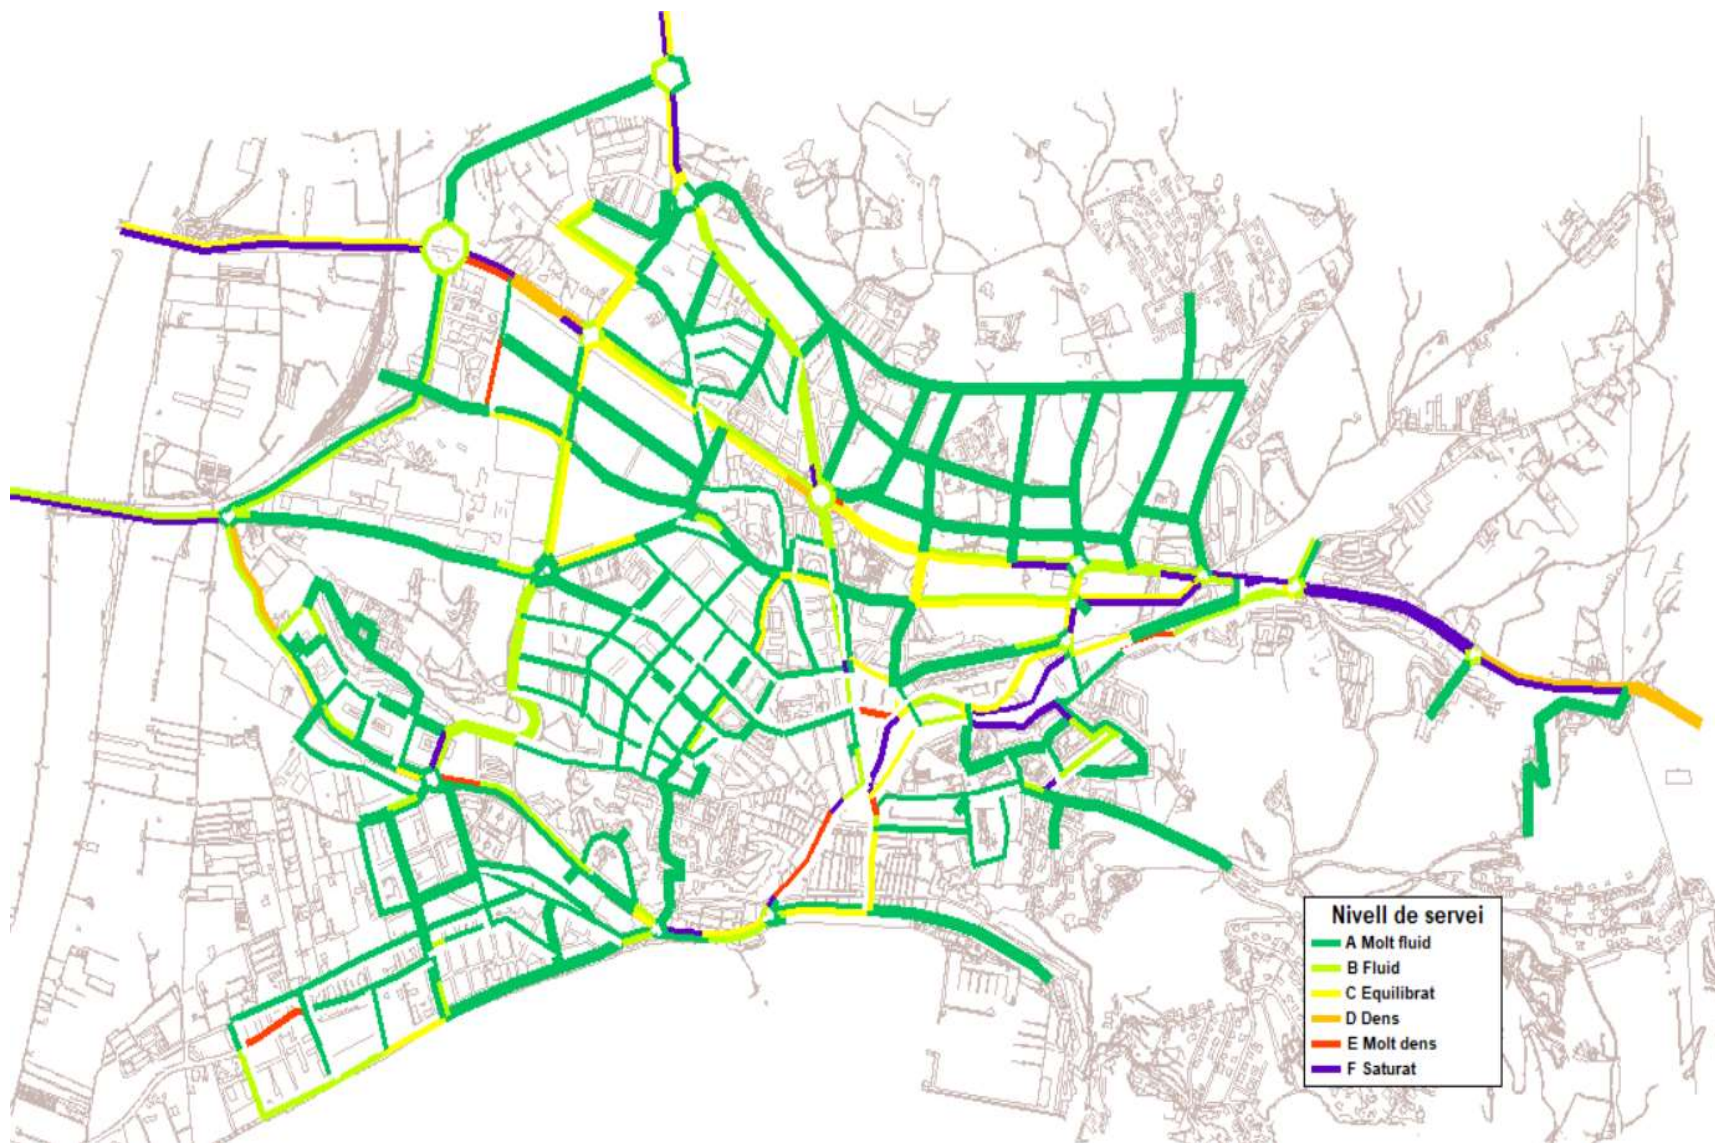 Nivell de servei
A Molt fluid
B Fluid
C Equilibrat
D Dens
E Molt dens
F Saturat